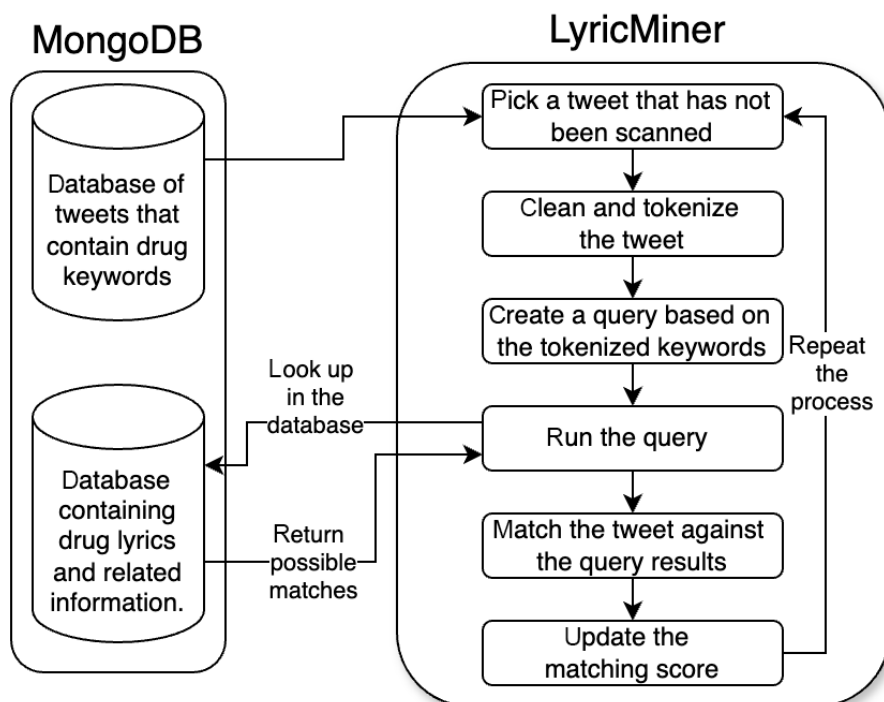 MongoDB
LyricMiner
Database of
tweets that
contain drug
keywords
Pick a tweet that has not
been scanned
Clean and tokenize
the tweet
Create a query based on
the tokenized keywords
Repeat
the
process
Look up
in the
database
Run the query
Database
containing
drug lyrics
and related
information.
Return
possible
matches
Match the tweet against
the query results
Update the
matching score